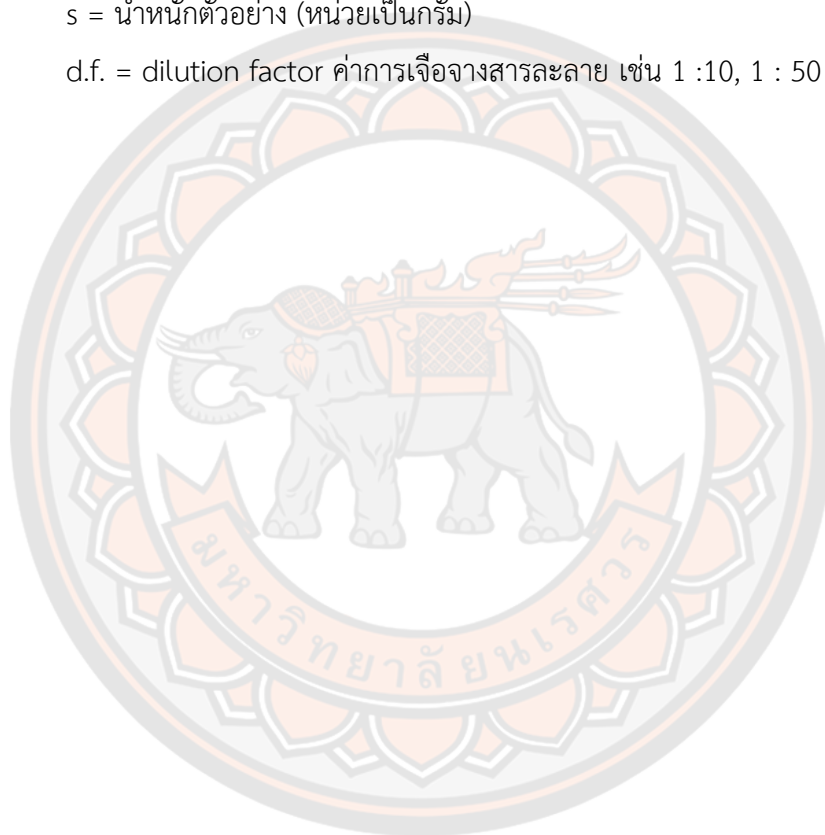 s = น้ำหนักตัวอย่าง (หน่วยเป็นกรัม)
d.f. = dilution factor ค่าการเจือจางสารละลาย เช่น 1 :10, 1 : 50
มหาวิทยาลัยนเรศวร